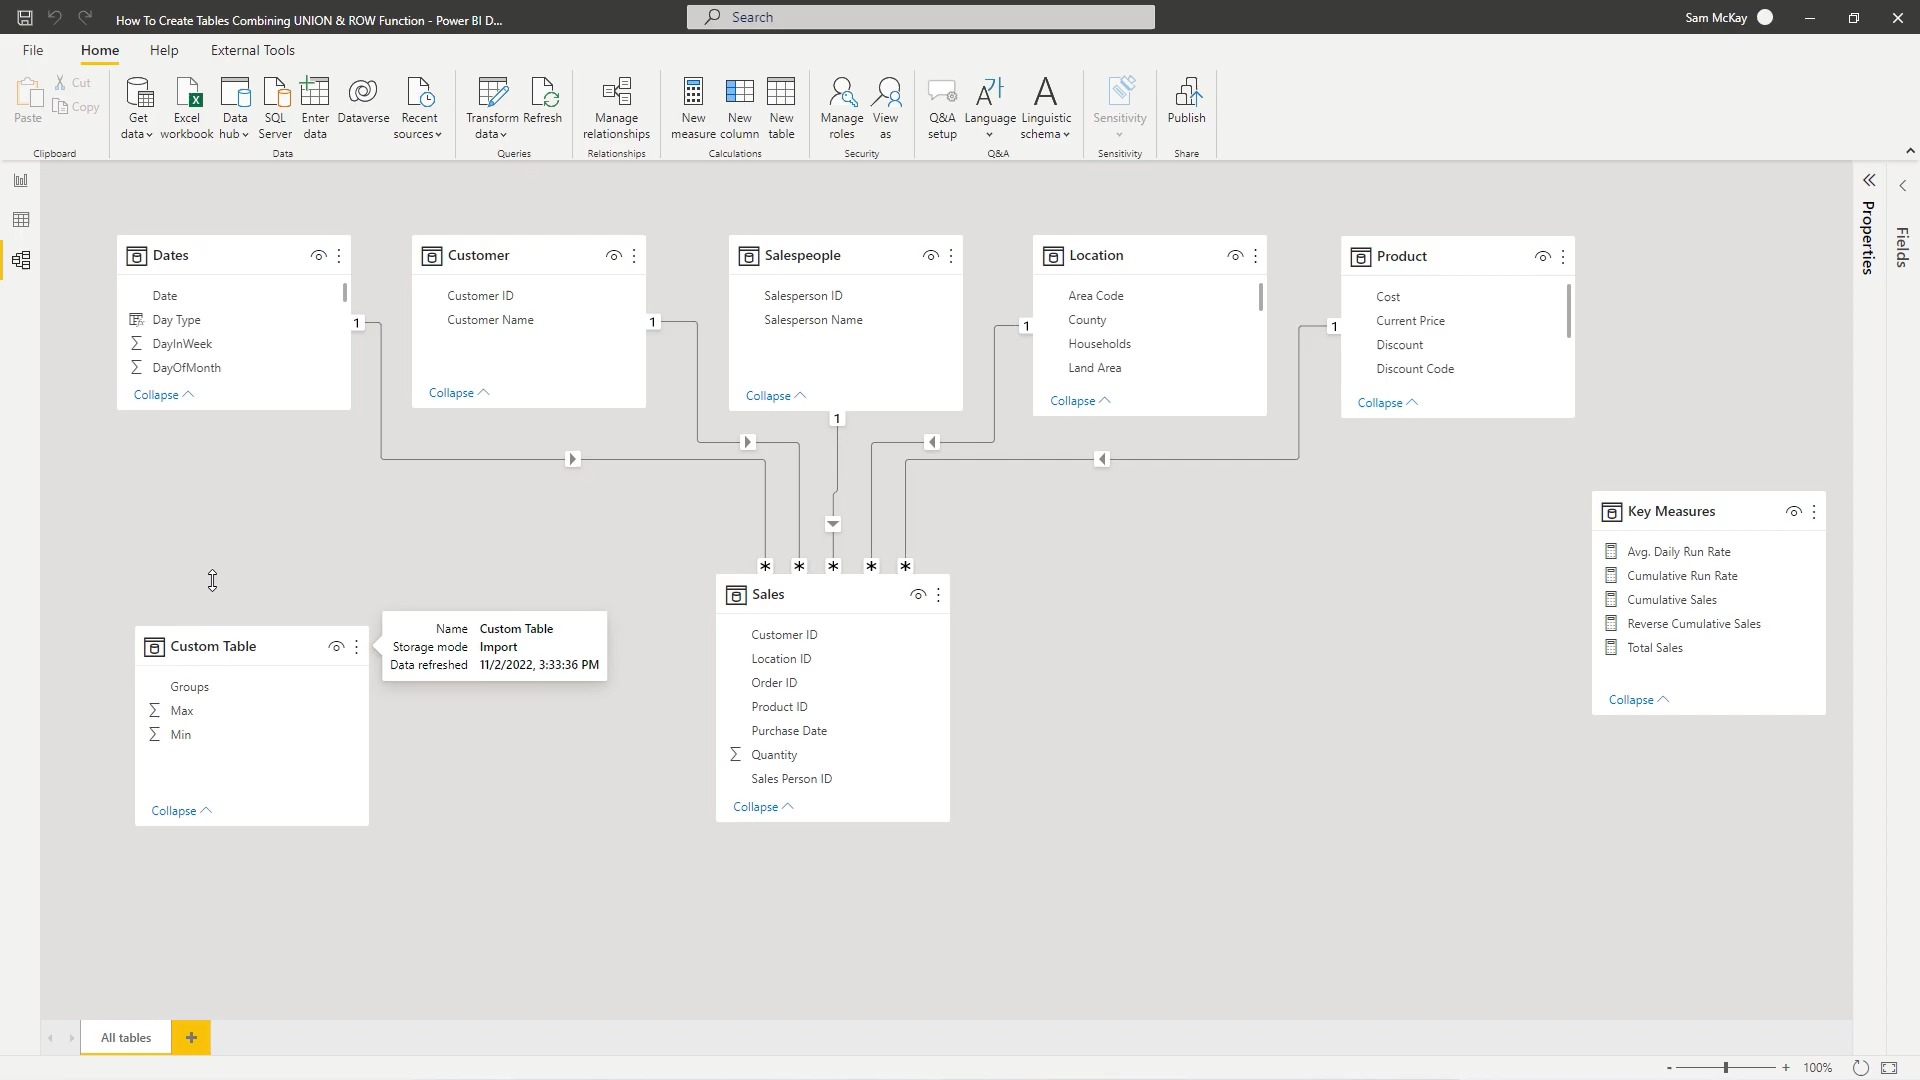 How To Create Tables Combining UNION & ROW Function - Power BI D...
Search
Sam McKay
File
Home
Help
External Tools
Paste
Cut
Copy
Clipboard
Get data
Excel workbook
Data hub
SQL Server
Enter data
Dataverse
Recent sources
Data
Transform data
Refresh
Queries
Manage relationships
Relationships
New measure
New column
New table
Calculations
Manage roles
View as
Security
Q&A setup
Language
Linguistic schema
Q&A
Sensitivity
Sensitivity
Publish
Share
Properties
Fields
Dates
Date
Day Type
DayInWeek
DayOfMonth
Collapse
1
Customer
Customer ID
Customer Name
Collapse
1
Salespeople
Salesperson ID
Salesperson Name
Collapse
1
Location
Area Code
County
Households
Land Area
Collapse
1
Product
Cost
Current Price
Discount
Discount Code
Collapse
1
Key Measures
Avg. Daily Run Rate
Cumulative Run Rate
Cumulative Sales
Reverse Cumulative Sales
Total Sales
Collapse
* * * * *
Sales
Customer ID
Location ID
Order ID
Product ID
Purchase Date
Quantity
Sales Person ID
Collapse
Custom Table
Groups
Max
Min
Collapse
Name Custom Table
Storage mode Import
Data refreshed 11/2/2022, 3:33:36 PM
All tables
100%